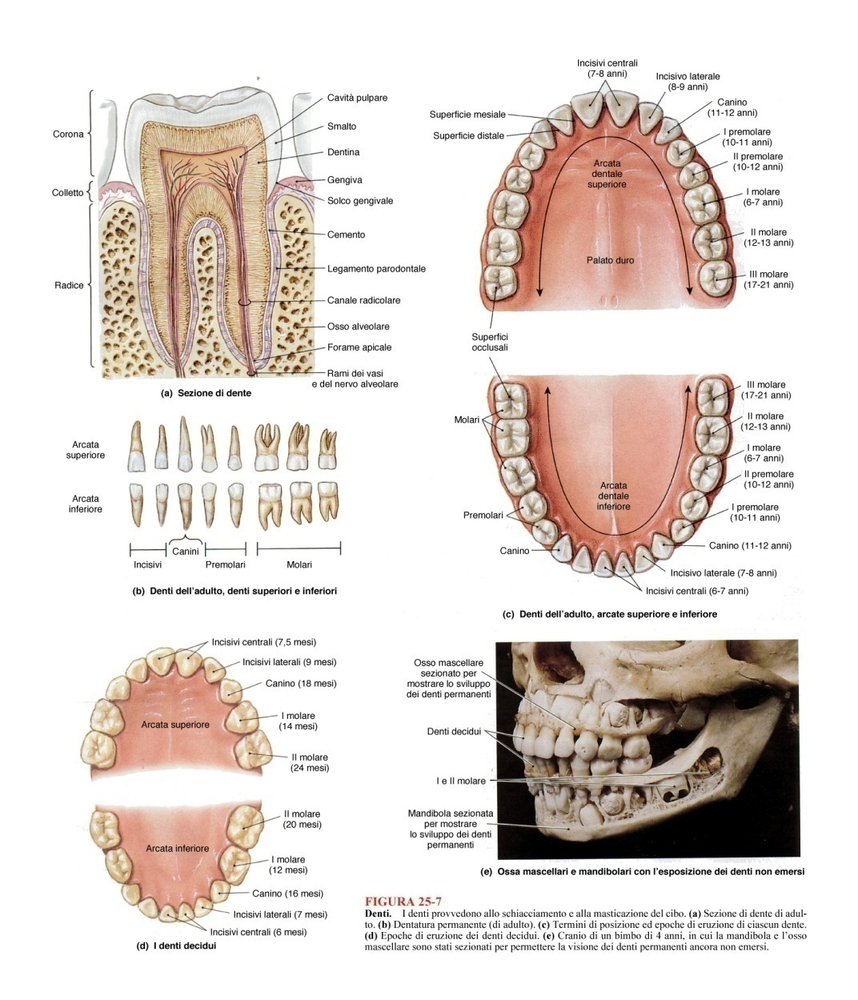 Corona
Colletto
Radice
Cavità pulpare
Smalto
Dentina
Gengiva
Solco gengivale
Cemento
Legamento parodontale
Canale radicolare
Osso alveolare
Forame apicale
Rami dei vasi
e del nervo alveolare
(a) Sezione di dente
Arcata
superiore
Arcata
inferiore
Canini
Incisivi
Premolari
Molari
(b) Denti dell'adulto, denti superiori e inferiori
Incisivi centrali
(7-8 anni)
Incisivo laterale
(8-9 anni)
Canino
(11-12 anni)
I premolare
(10-11 anni)
II premolare
(10-12 anni)
I molare
(6-7 anni)
II molare
(12-13 anni)
III molare
(17-21 anni)
Superficie mesiale
Superficie distale
Arcata
dentale
superiore
Palato duro
Superfici
occlusali
Molari
Premolari
Canino
Arcata
dentale
inferiore
III molare
(17-21 anni)
II molare
(12-13 anni)
I molare
(6-7 anni)
II premolare
(10-12 anni)
I premolare
(10-11 anni)
Canino (11-12 anni)
Incisivo laterale (7-8 anni)
Incisivi centrali (6-7 anni)
(c) Denti dell'adulto, arcate superiore e inferiore
Incisivi centrali (7,5 mesi)
Incisivi laterali (9 mesi)
Canino (18 mesi)
I molare
(14 mesi)
II molare
(24 mesi)
Arcata superiore
Arcata inferiore
II molare
(20 mesi)
I molare
(12 mesi)
Canino (16 mesi)
Incisivi laterali (7 mesi)
Incisivi centrali (6 mesi)
(d) I denti decidui
Osso mascellare
sezionato per
mostrare lo sviluppo
dei denti permanenti
Denti decidui
I e II molare
Mandibola sezionata
per mostrare
lo sviluppo dei denti
permanenti
(e) Ossa mascellari e mandibolari con l'esposizione dei denti non emersi
FIGURA 25-7
Denti. I denti provvedono allo schiacciamento e alla masticazione del cibo. (a) Sezione di dente di adul-
to. (b) Dentatura permanente (di adulto). (c) Termini di posizione ed epoche di eruzione di ciascun dente.
(d) Epoche di eruzione dei denti decidui. (e) Cranio di un bimbo di 4 anni, in cui la mandibola e l'osso
mascellare sono stati sezionati per permettere la visione dei denti permanenti ancora non emersi.